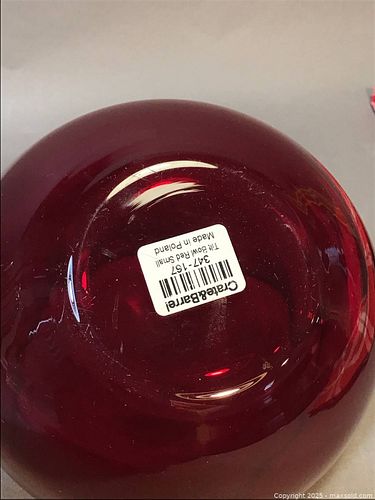 Crate&Barrel
347-157
Tilt Bowl Red Small
Made in Poland
Copyright 2025 - maxsold.com